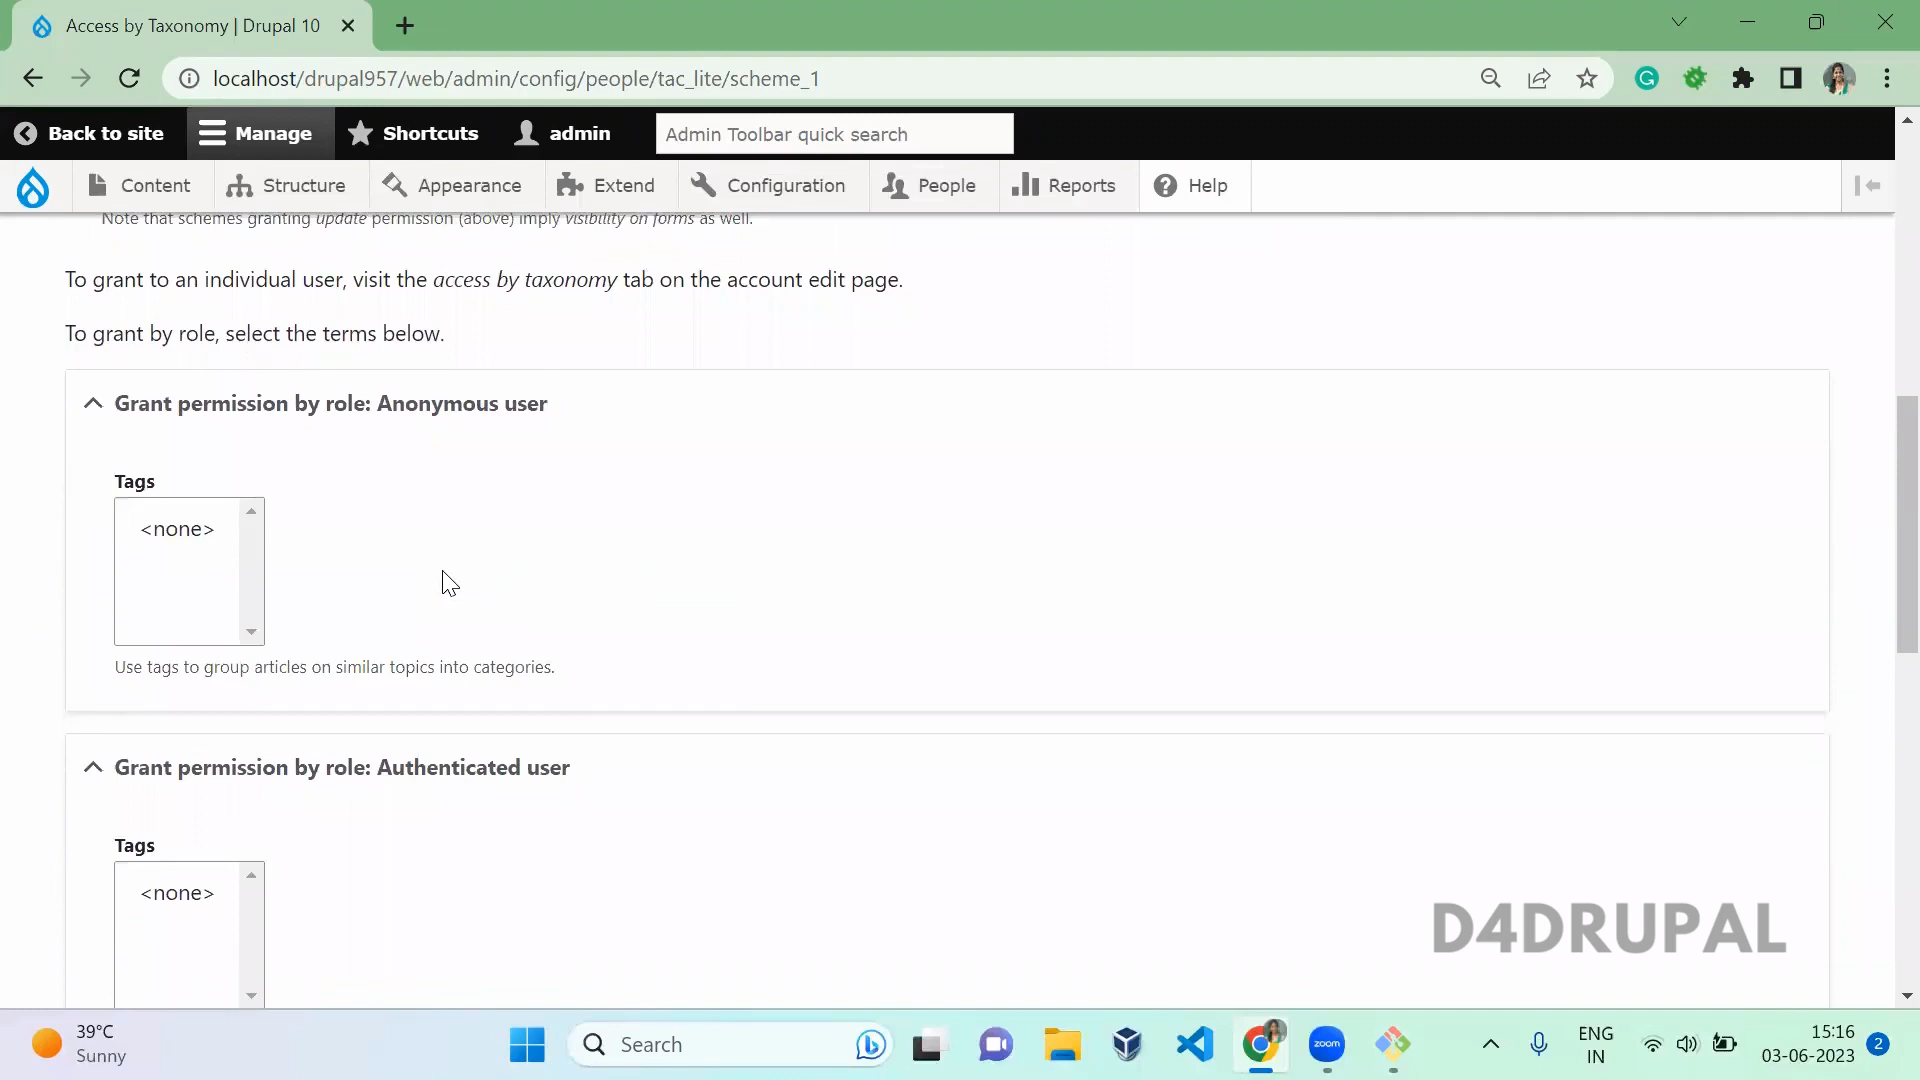 Access by Taxonomy | Drupal 10
localhost/drupal957/web/admin/config/people/tac_lite/scheme_1
Back to site Manage Shortcuts admin Admin Toolbar quick search
Content Structure Appearance Extend Configuration People Reports Help
Note that schemes granting update permission (above) imply visibility on forms as well.
To grant to an individual user, visit the access by taxonomy tab on the account edit page.
To grant by role, select the terms below.
Grant permission by role: Anonymous user
Tags
<none>
Use tags to group articles on similar topics into categories.
Grant permission by role: Authenticated user
Tags
<none>
D4DRUPAL
39°C
Sunny
Search
zoom
ENG
IN
15:16
03-06-2023
2